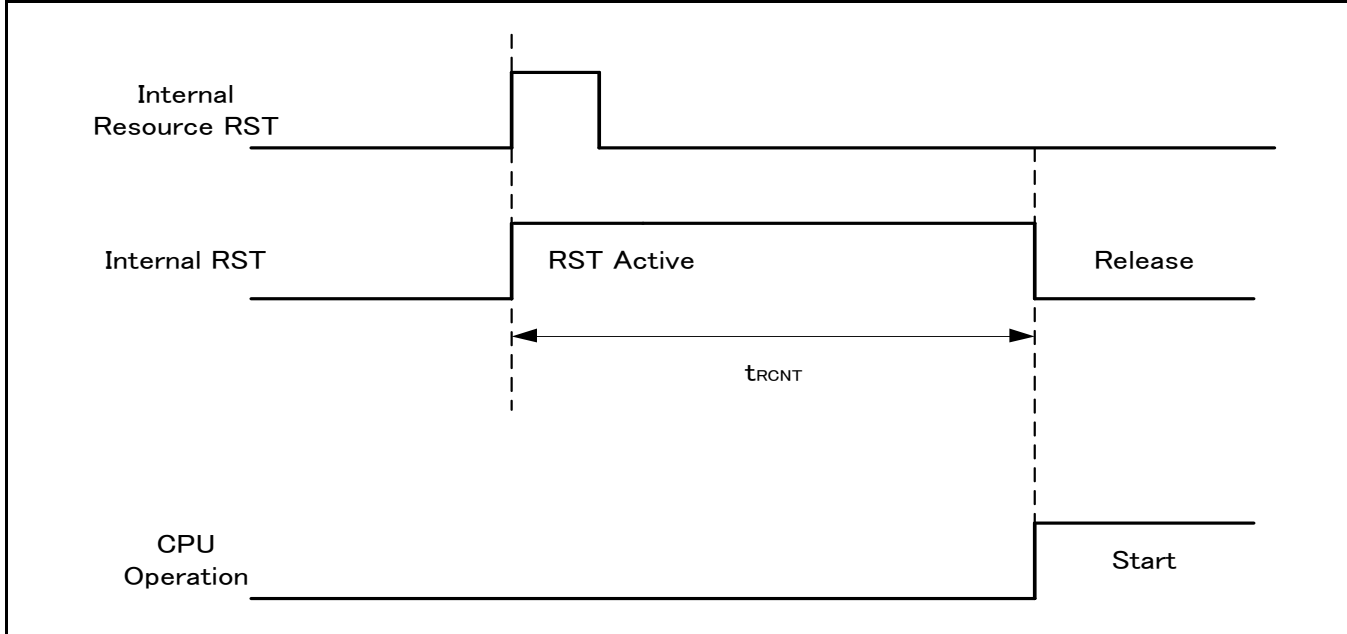 Internal
Resource RST
Internal RST
RST Active
Release
tRCNT
CPU
Operation
Start